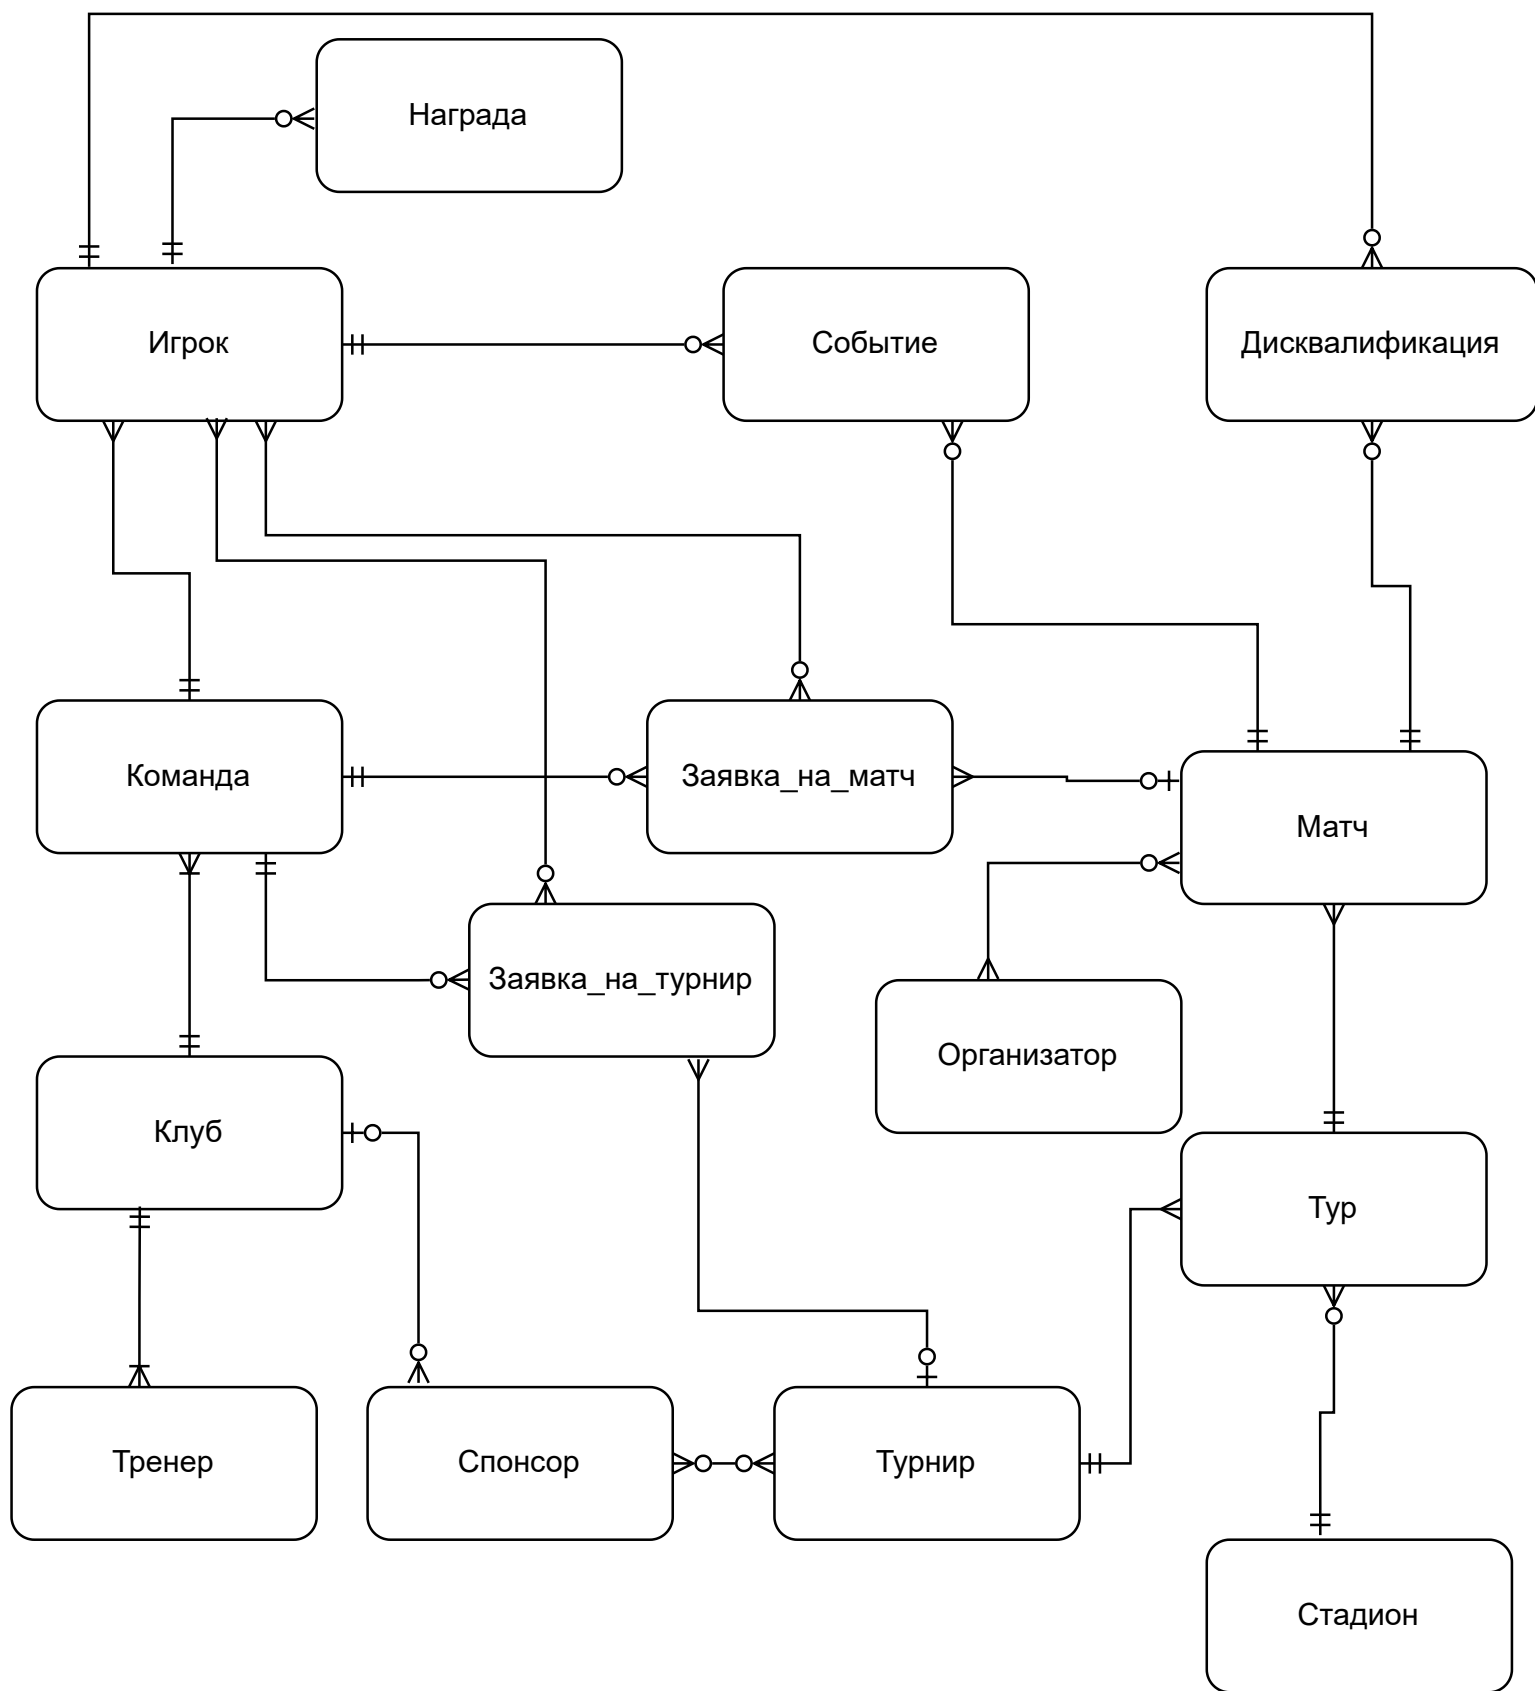 Награда
Игрок
Событие
Дисквалификация
Команда
Заявка_на_матч
Матч
Заявка_на_турнир
Организатор
Клуб
Тур
Тренер
Спонсор
Турнир
Стадион